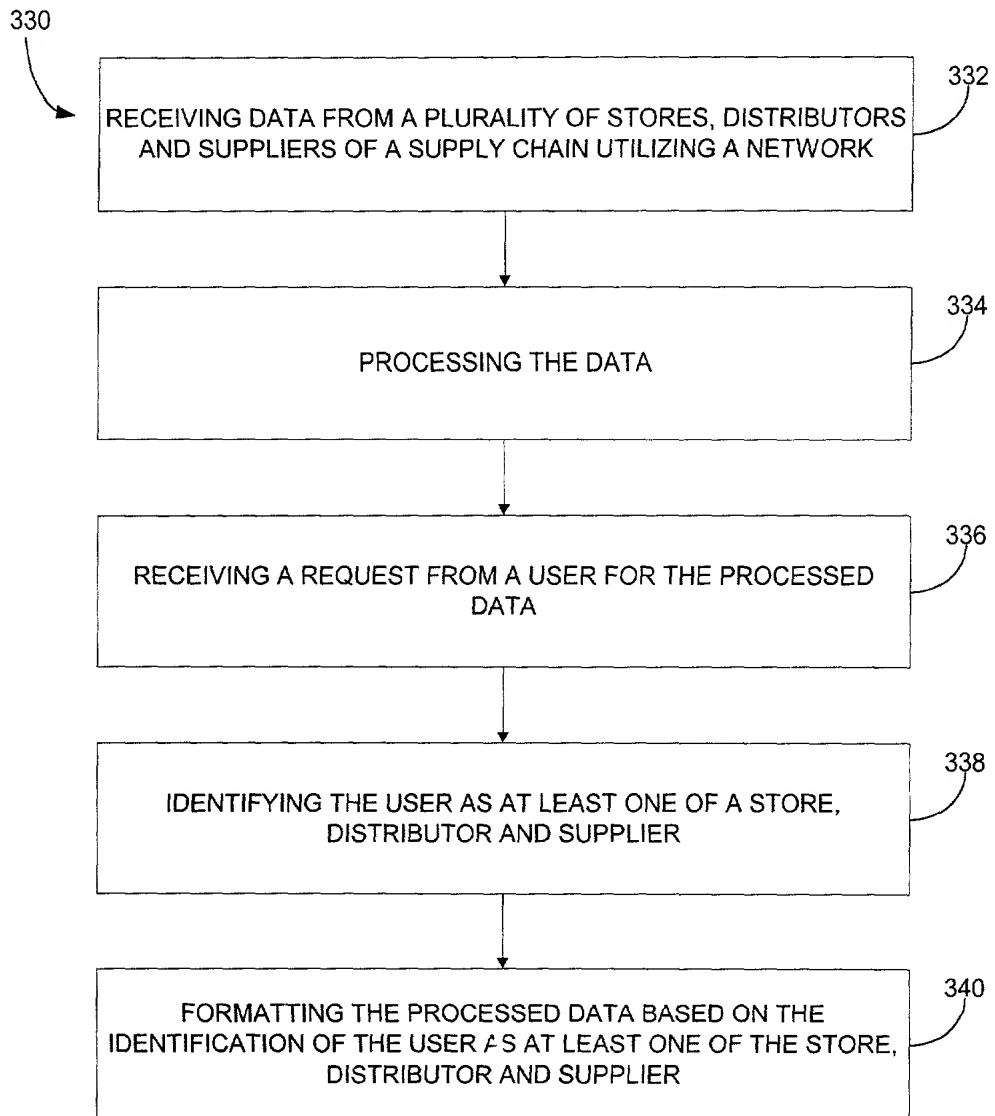 330
332
RECEIVING DATA FROM A PLURALITY OF STORES, DISTRIBUTORS
AND SUPPLIERS OF A SUPPLY CHAIN UTILIZING A NETWORK
334
PROCESSING THE DATA
336
RECEIVING A REQUEST FROM A USER FOR THE PROCESSED
DATA
338
IDENTIFYING THE USER AS AT LEAST ONE OF A STORE,
DISTRIBUTOR AND SUPPLIER
340
FORMATTING THE PROCESSED DATA BASED ON THE
IDENTIFICATION OF THE USER AS AT LEAST ONE OF THE STORE,
DISTRIBUTOR AND SUPPLIER